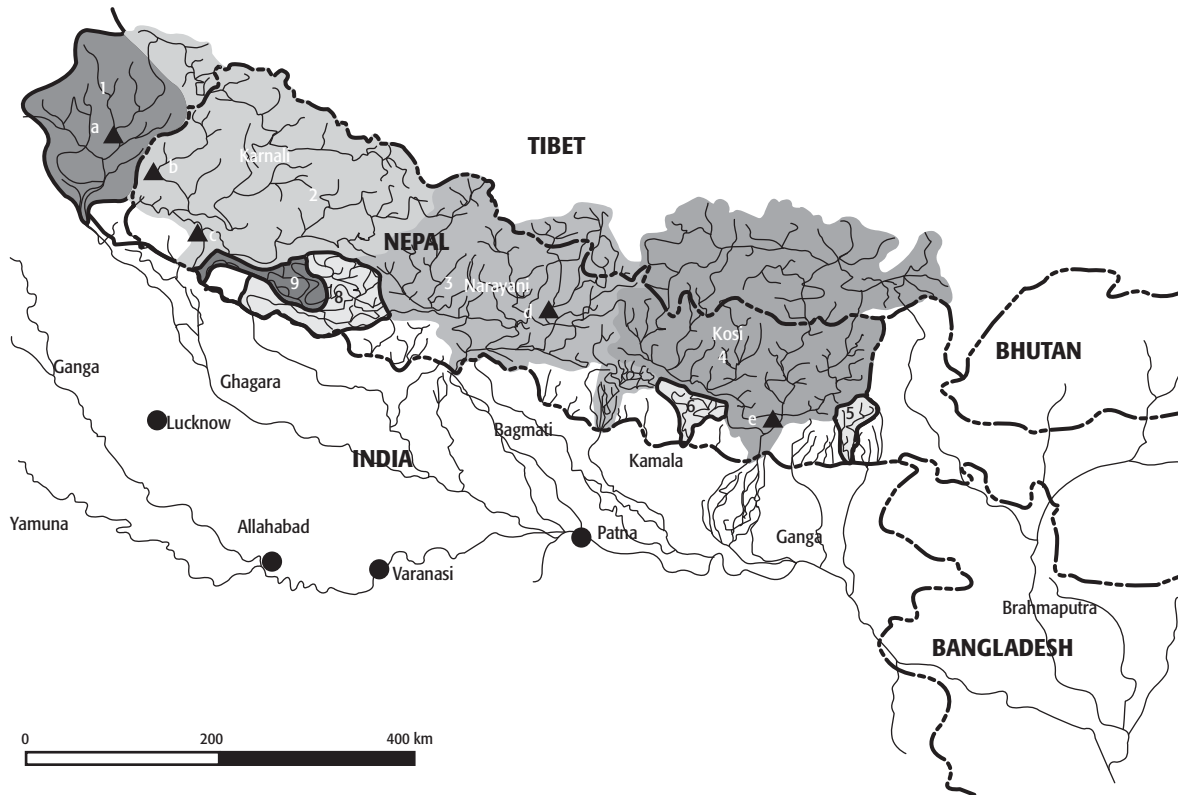 1
a
TIBET
b
Karnali
2
c
NEPAL
9
3
Narayani
8
d
Kosi
4
BHUTAN
Ganga
Ghagara
6
5
e
Lucknow
Bagmati
INDIA
Kamala
Yamuna
Allahabad
Patna
Ganga
Varanasi
Brahmaputra
BANGLADESH
0 200 400 km